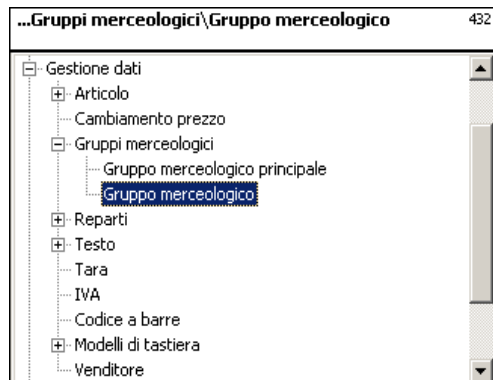 ...Gruppi merceologici\Gruppo merceologico 432
Gestione dati
Articolo
Cambiamento prezzo
Gruppi merceologici
Gruppo merceologico principale
Gruppo merceologico
Reparti
Testo
Tara
IVA
Codice a barre
Modelli di tastiera
Venditore